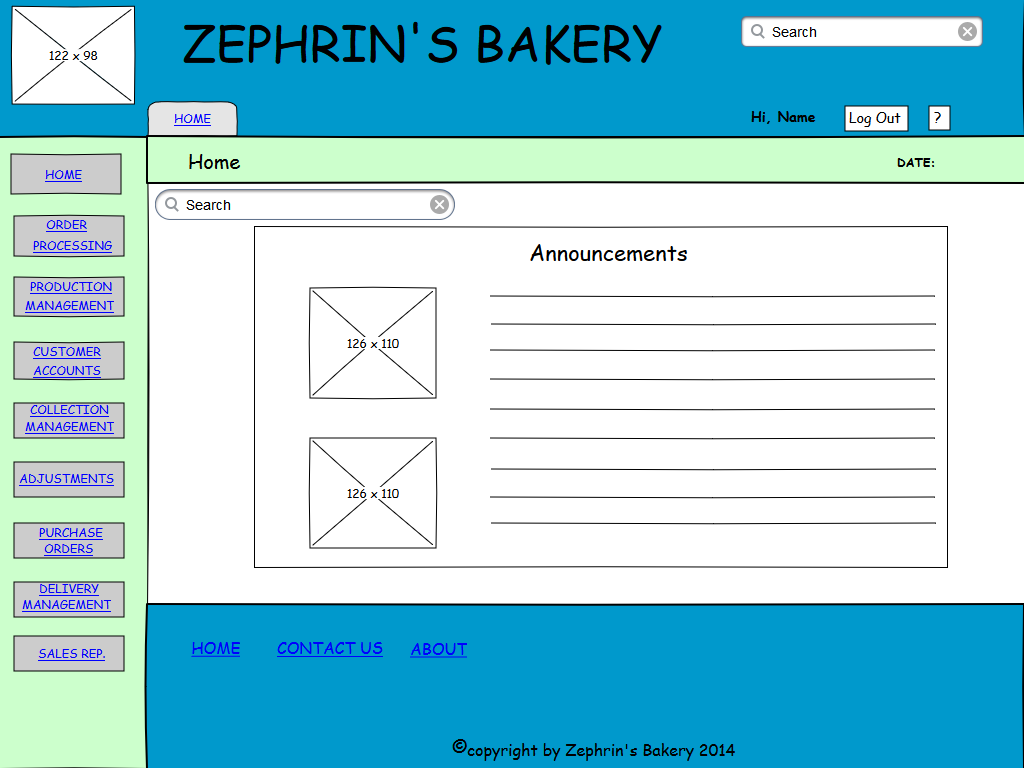 122 x 98
ZEPHRIN'S BAKERY
Search
HOME
Hi, Name
Log Out
?
Home
DATE:
HOME
ORDER
PROCESSING
PRODUCTION
MANAGEMENT
CUSTOMER
ACCOUNTS
COLLECTION
MANAGEMENT
ADJUSTMENTS
PURCHASE
ORDERS
DELIVERY
MANAGEMENT
SALES REP.
Search
Announcements
126 x 110
126 x 110
HOME
CONTACT US
ABOUT
©copyright by Zephrin's Bakery 2014